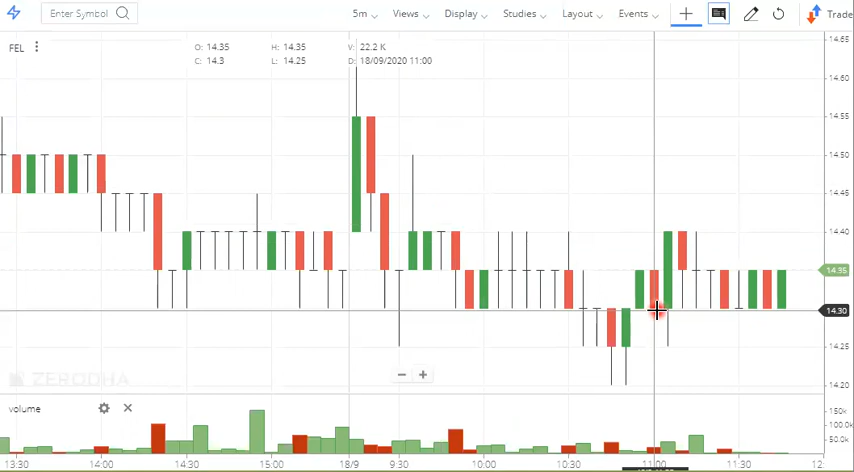 Enter Symbol 5m Views Display Studies Layout Events Trade
FEL O: 14.35 H: 14.35 V: 22.2 K
C: 14.3 L: 14.25 D: 18/09/2020 11:00
14.65
14.60
14.55
14.50
14.45
14.40
14.35
14.30
14.25
14.20
ZERODHA
volume
150k
100.0k
50.0k
13:30 14:00 14:30 15:00 18/9 9:30 10:00 10:30 11:00 11:30 12: